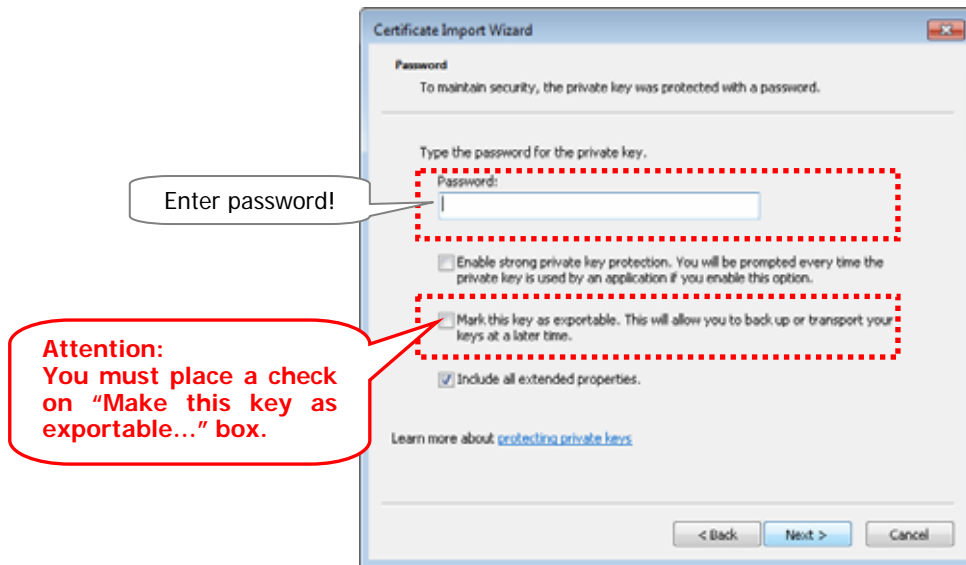 Certificate Import Wizard
Password
To maintain security, the private key was protected with a password.
Type the password for the private key.
Password:
Enter password!
Enable strong private key protection. You will be prompted every time the
private key is used by an application if you enable this option.
Mark this key as exportable. This will allow you to back up or transport your
keys at a later time.
Attention:
You must place a check
on “Make this key as
exportable...” box.
Include all extended properties.
Learn more about protecting private keys
< Back
Next >
Cancel